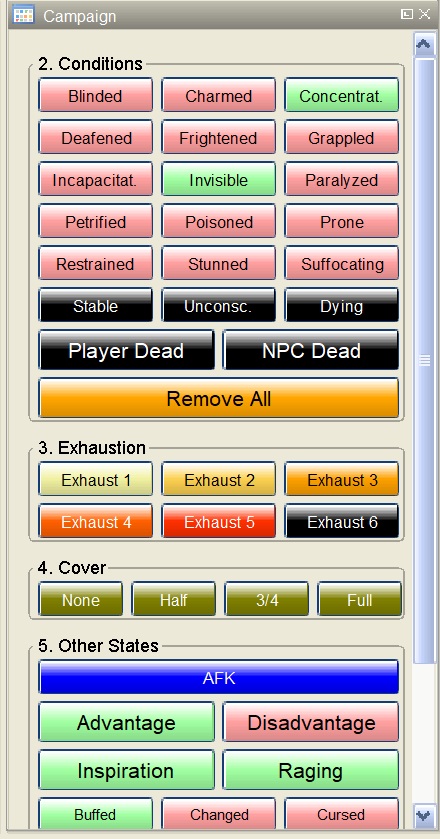 Campaign
2. Conditions
Blinded Charmed Concentrat.
Deafened Frightened Grappled
Incapacitat. Invisible Paralyzed
Petrified Poisoned Prone
Restrained Stunned Suffocating
Stable Unconsc. Dying
Player Dead NPC Dead
Remove All
3. Exhaustion
Exhaust 1 Exhaust 2 Exhaust 3
Exhaust 4 Exhaust 5 Exhaust 6
4. Cover
None Half 3/4 Full
5. Other States
AFK
Advantage Disadvantage
Inspiration Raging
Buffed Changed Cursed